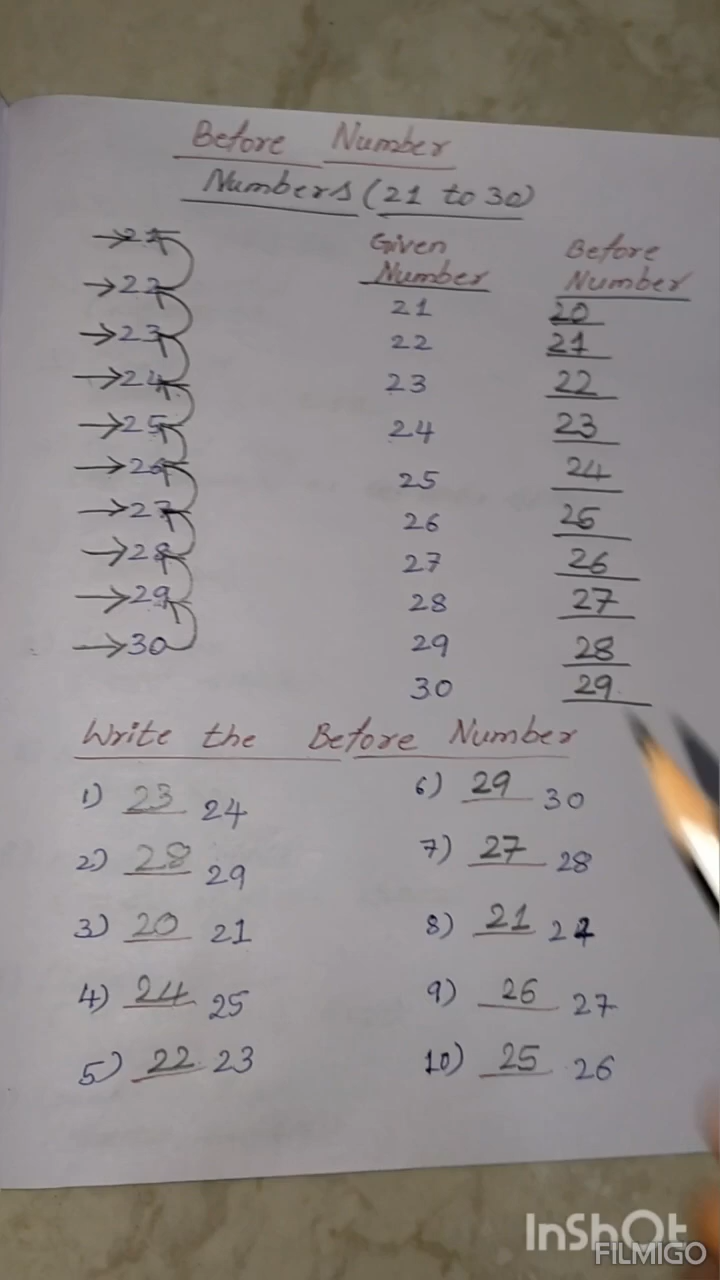 Before Number
Numbers (21 to 30)
Given Number
Before Number
→21
→22
→23
→24
→25
→26
→27
→28
→29
→30
21 20
22 21
23 22
24 23
25 24
26 25
27 26
28 27
29 28
30 29
Write the Before Number
1) 23 24
6) 29 30
2) 28 29
7) 27 28
3) 20 21
8) 21 22
4) 24 25
9) 26 27
5) 22 23
10) 25 26
InShOt
FILMIGO